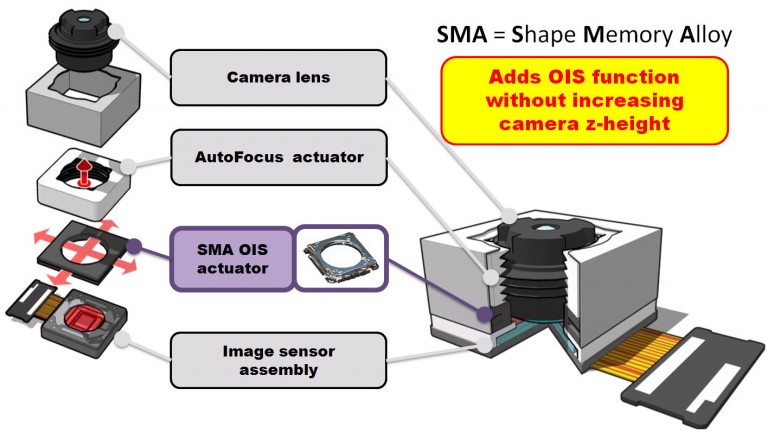 SMA = Shape Memory Alloy
Adds OIS function
without increasing
camera z-height
Camera lens
AutoFocus actuator
SMA OIS
actuator
Image sensor
assembly